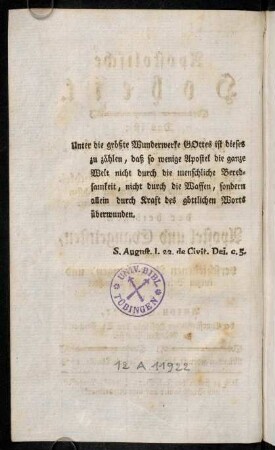 Unter die größte Wunderwerke GOttes ist dieses
zu zählen, daß so wenige Apostel die ganze
Welt nicht durch die menschliche Bered-
samkeit, nicht durch die Waffen, sondern
allein durch Kraft des göttlichen Worts
überwunden.
S. August. l. 22. de Civit. Dei. c. 5.
UNIV. BIBL.
TÜBINGEN
12 A 11922